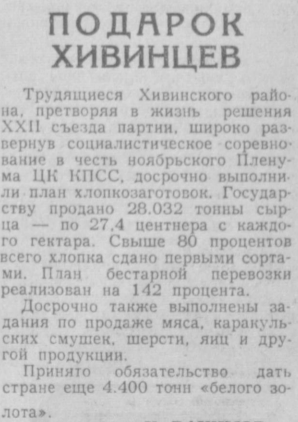 ПОДАРОК
ХИВИНЦЕВ
Трудящиеся Хивинского райо-
на, претворяя в жизнь решения
XXII съезда партии, широко раз-
вернув социалистическое соревно-
вание в честь ноябрьского Плену-
ма ЦК КПСС, досрочно выполни-
ли план хлопкозаготовок. Государ-
ству продано 28.032 тонны сыр-
ца — по 27,4 центнера с каждо-
го гектара. Свыше 80 процентов
всего хлопка сдано первыми сорта-
ми. План бестарной перевозки
реализован на 142 процента.
Досрочно также выполнены за-
дания по продаже мяса, каракуль-
ских смушек, шерсти, яиц и дру-
гой продукции.
Принято обязательство дать
стране еще 4.400 тонн «белого зо-
лота».